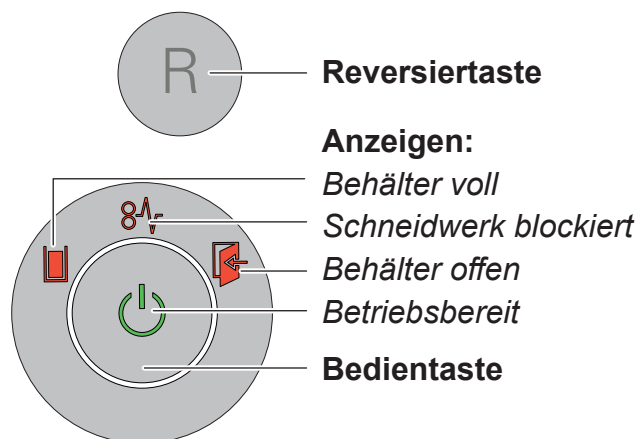 R
Reversiertaste
Anzeigen:
Behälter voll
Schneidwerk blockiert
Behälter offen
Betriebsbereit
Bedientaste